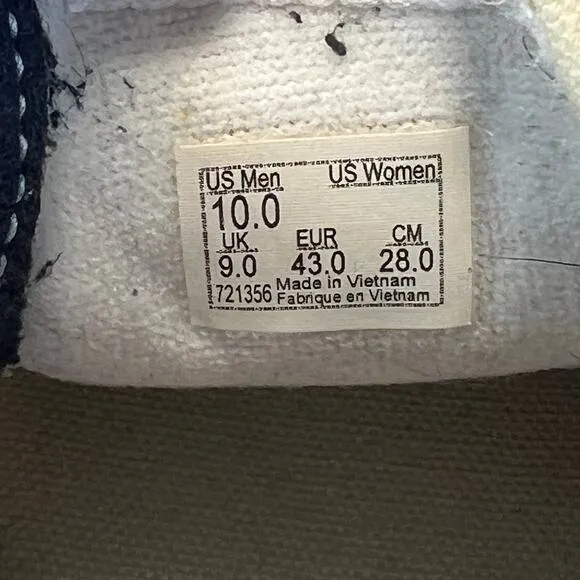 US Men US Women
10.0
UK EUR CM
9.0 43.0 28.0
721356 Made in Vietnam
Fabrique en Vietnam